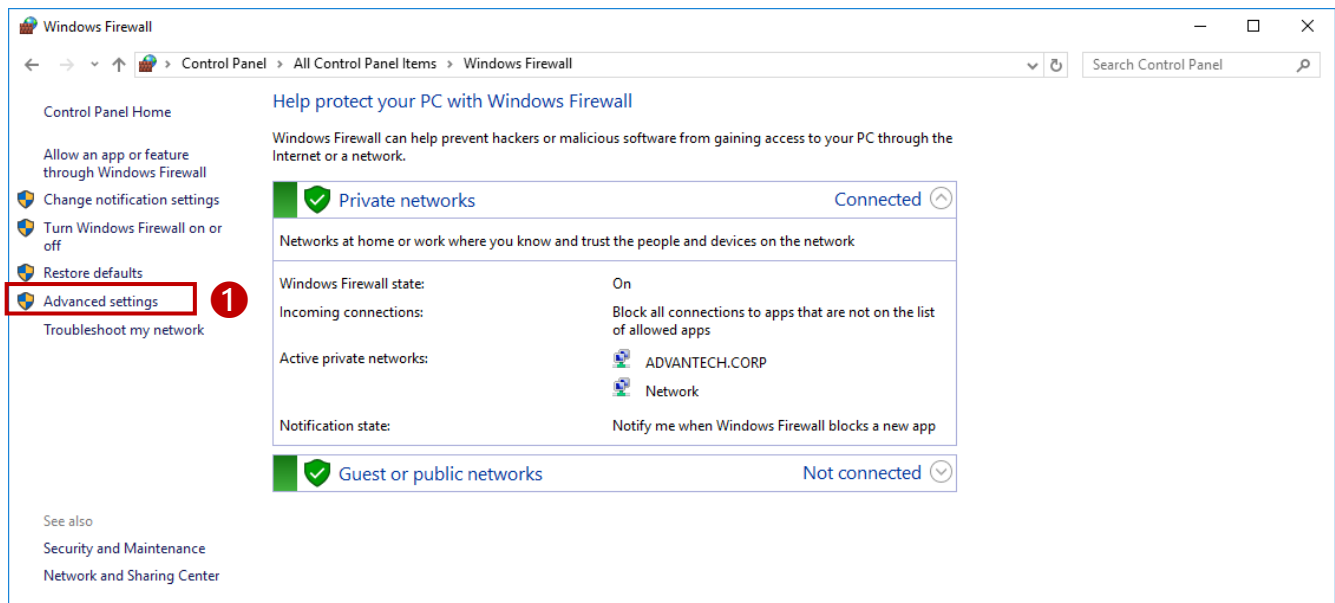 Windows Firewall
Control Panel > All Control Panel Items > Windows Firewall
Search Control Panel
Control Panel Home
Allow an app or feature
through Windows Firewall
Change notification settings
Turn Windows Firewall on or
off
Restore defaults
Advanced settings
1
Troubleshoot my network
See also
Security and Maintenance
Network and Sharing Center
Help protect your PC with Windows Firewall
Windows Firewall can help prevent hackers or malicious software from gaining access to your PC through the
Internet or a network.
Private networks
Connected
Networks at home or work where you know and trust the people and devices on the network
Windows Firewall state:
On
Incoming connections:
Block all connections to apps that are not on the list
of allowed apps
Active private networks:
ADVANTECH.CORP
Network
Notification state:
Notify me when Windows Firewall blocks a new app
Guest or public networks
Not connected